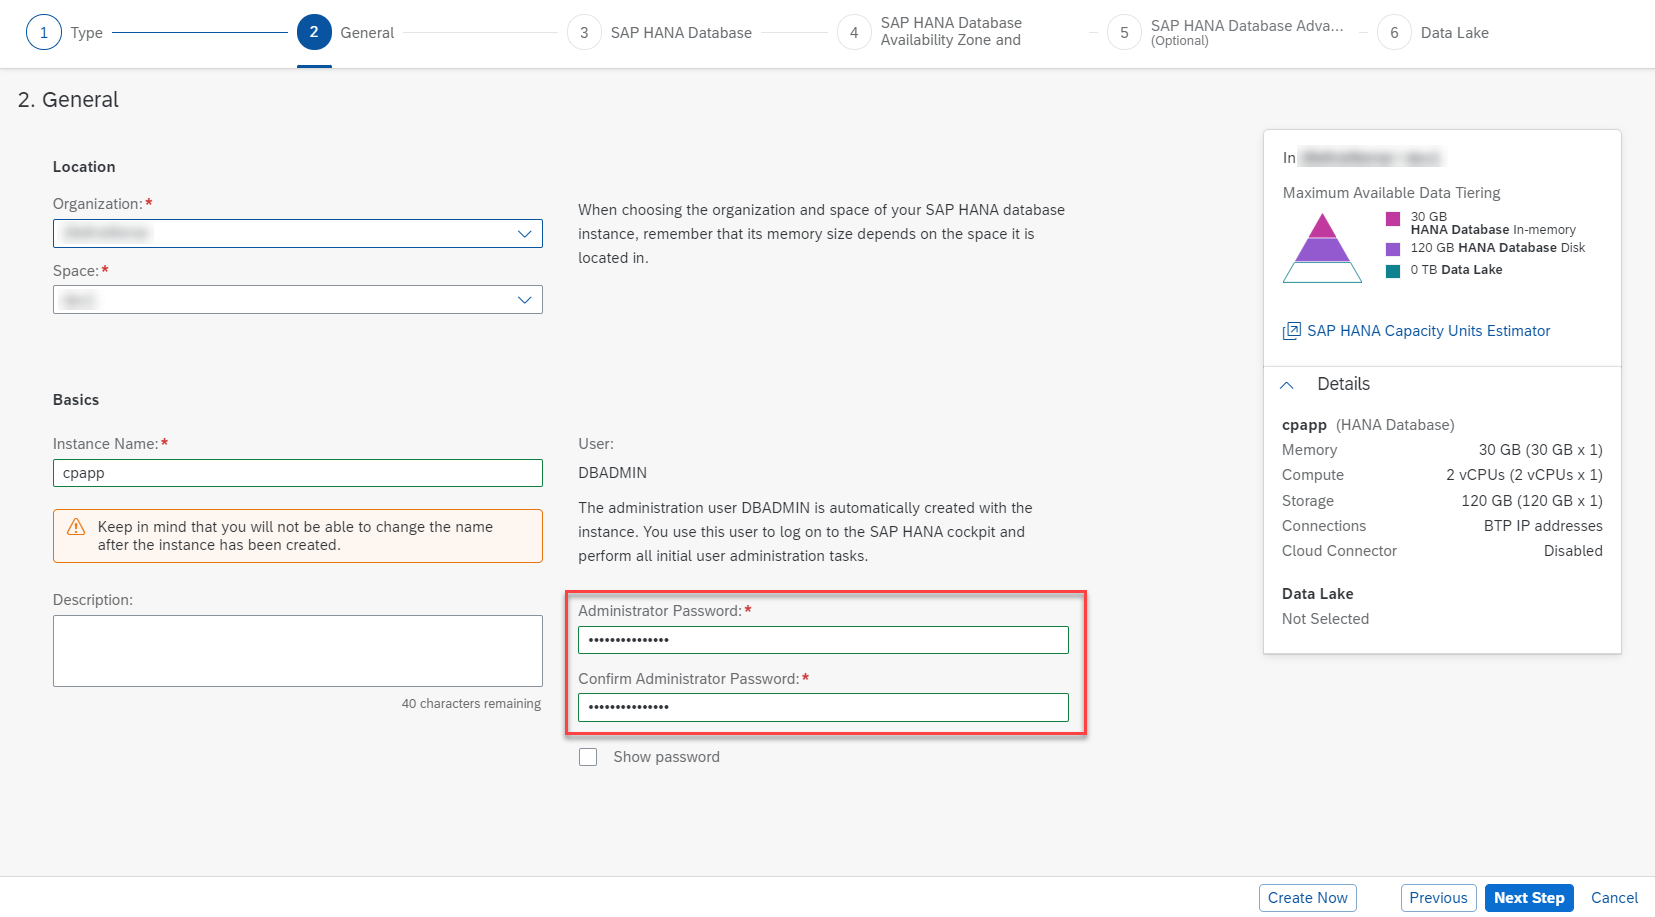 1 Type
2 General
3 SAP HANA Database
4 SAP HANA Database
Availability Zone and
5 SAP HANA Database Adva...
(Optional)
6 Data Lake
2. General
Location
Organization:*
Space:*
When choosing the organization and space of your SAP HANA database
instance, remember that its memory size depends on the space it is
located in.
Basics
Instance Name:*
cpapp
Keep in mind that you will not be able to change the name
after the instance has been created.
Description:
40 characters remaining
User:
DBADMIN
The administration user DBADMIN is automatically created with the
instance. You use this user to log on to the SAP HANA cockpit and
perform all initial user administration tasks.
Administrator Password:*
•••••••••••••••
Confirm Administrator Password:*
•••••••••••••••
Show password
In
Maximum Available Data Tiering
30 GB
HANA Database In-memory
120 GB HANA Database Disk
0 TB Data Lake
SAP HANA Capacity Units Estimator
Details
cpapp (HANA Database)
Memory 30 GB (30 GB x 1)
Compute 2 vCPUs (2 vCPUs x 1)
Storage 120 GB (120 GB x 1)
Connections BTP IP addresses
Cloud Connector Disabled
Data Lake
Not Selected
Create Now Previous Next Step Cancel